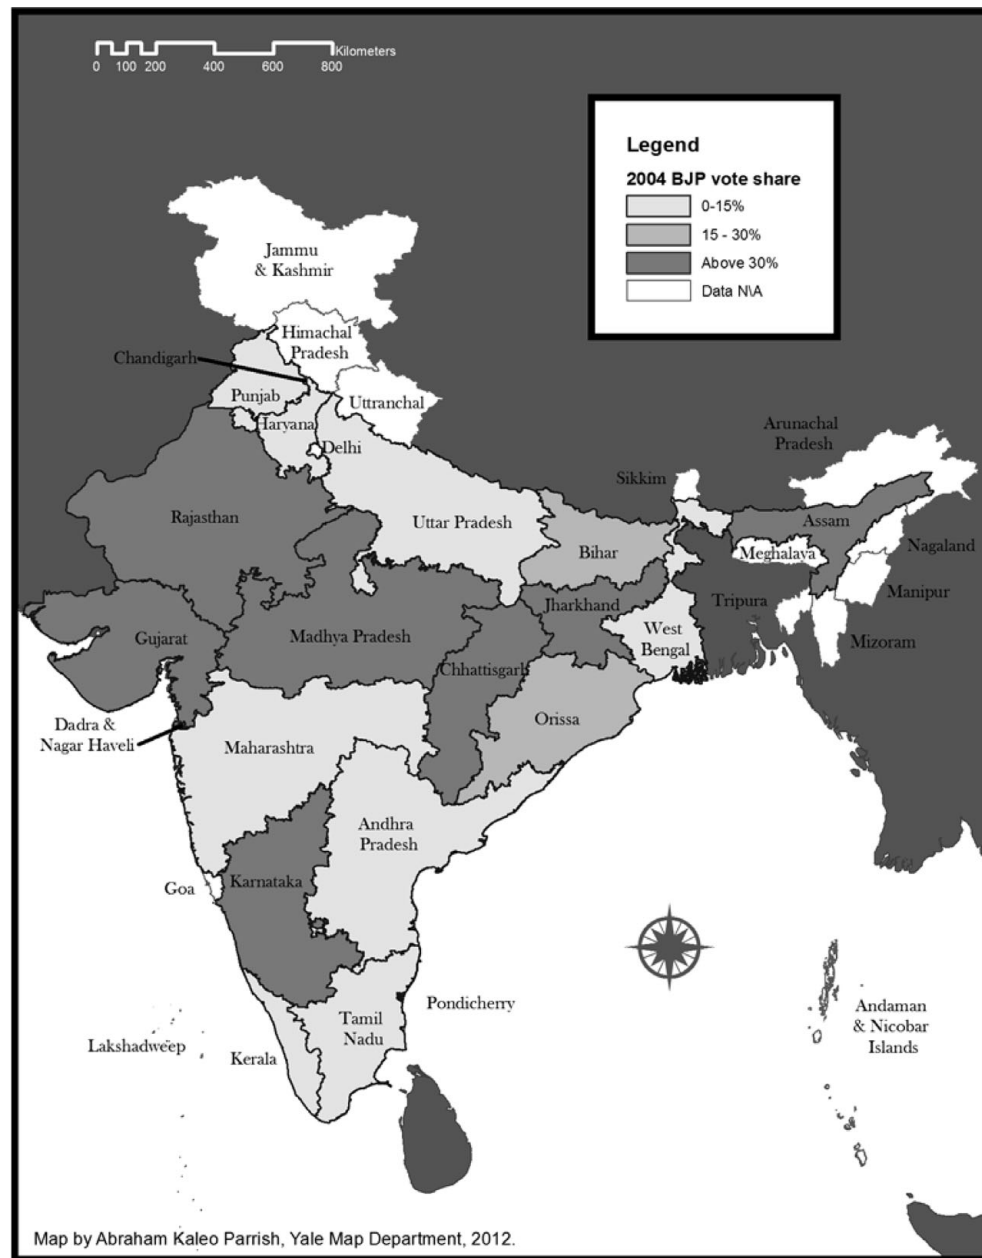 Kilometers
0 100 200 400 600 800
Legend
2004 BJP vote share
0-15%
15 - 30%
Above 30%
Data N\A
Jammu
& Kashmir
Himachal
Pradesh
Chandigarh
Punjab
Uttranchal
Haryana
Delhi
Arunachal
Pradesh
Sikkim
Rajasthan
Uttar Pradesh
Assam
Bihar
Meghalaya
Nagaland
Manipur
Tripura
Jharkhand
Gujarat
Madhya Pradesh
West
Bengal
Mizoram
Chhattisgarh
Dadra &
Nagar Haveli
Orissa
Maharashtra
Andhra
Pradesh
Goa
Karnataka
Pondicherry
Andaman
& Nicobar
Islands
Tamil
Nadu
Lakshadweep
Kerala
Map by Abraham Kaleo Parrish, Yale Map Department, 2012.